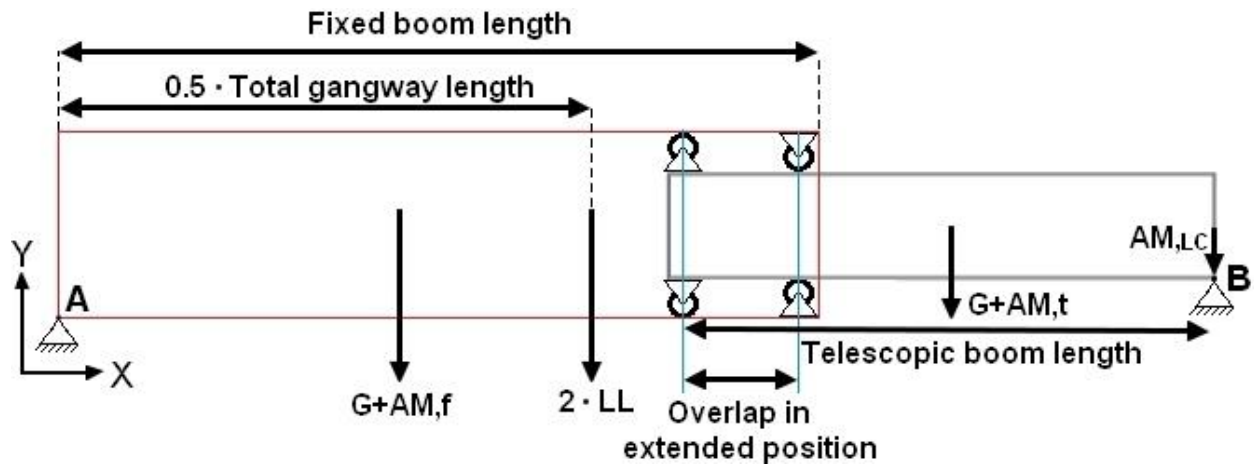 Fixed boom length
0.5 · Total gangway length
Y
A
X
G+AM,f
2 · LL
AM,LC
B
G+AM,t
Telescopic boom length
Overlap in
extended position